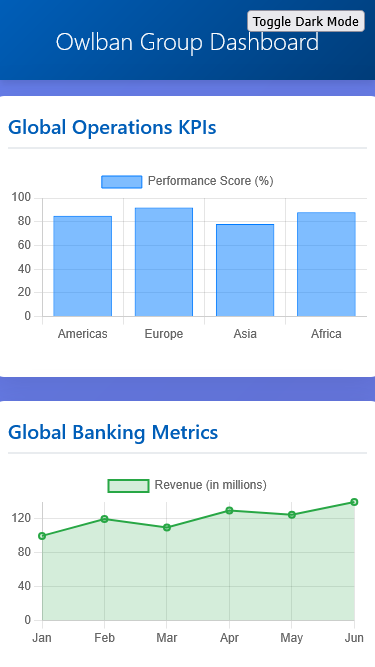 Toggle Dark Mode
Owlban Group Dashboard
Global Operations KPIs
Performance Score (%)
100
80
60
40
20
0
Americas Europe Asia Africa
Global Banking Metrics
Revenue (in millions)
120
80
40
0
Jan Feb Mar Apr May Jun